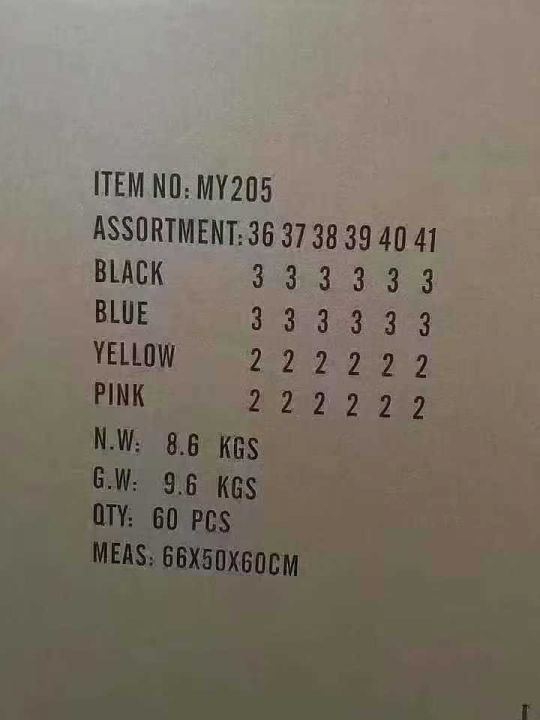 ITEM NO: MY205
ASSORTMENT: 36 37 38 39 40 41
BLACK 3 3 3 3 3 3
BLUE 3 3 3 3 3 3
YELLOW 2 2 2 2 2 2
PINK 2 2 2 2 2 2
N.W: 8.6 KGS
G.W: 9.6 KGS
QTY: 60 PCS
MEAS: 66X50X60CM